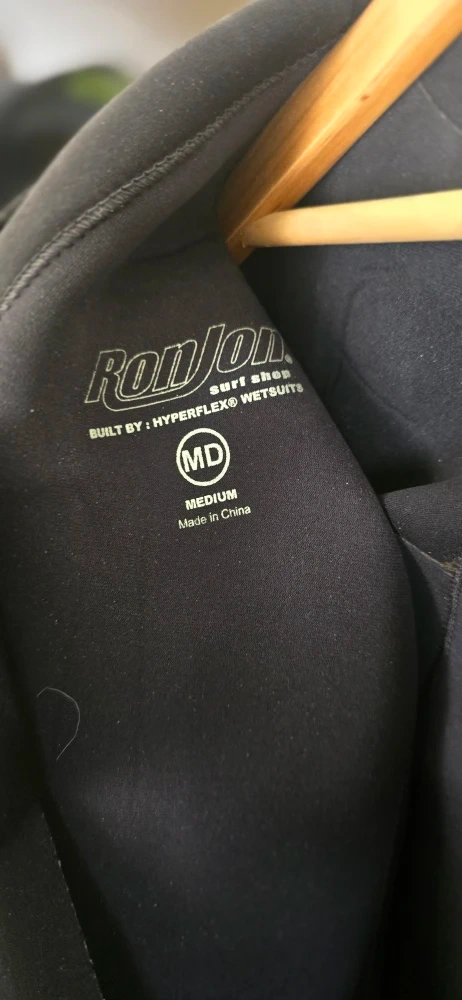 RonJon®
surf shop
BUILT BY : HYPERFLEX® WETSUITS
MD
MEDIUM
Made in China